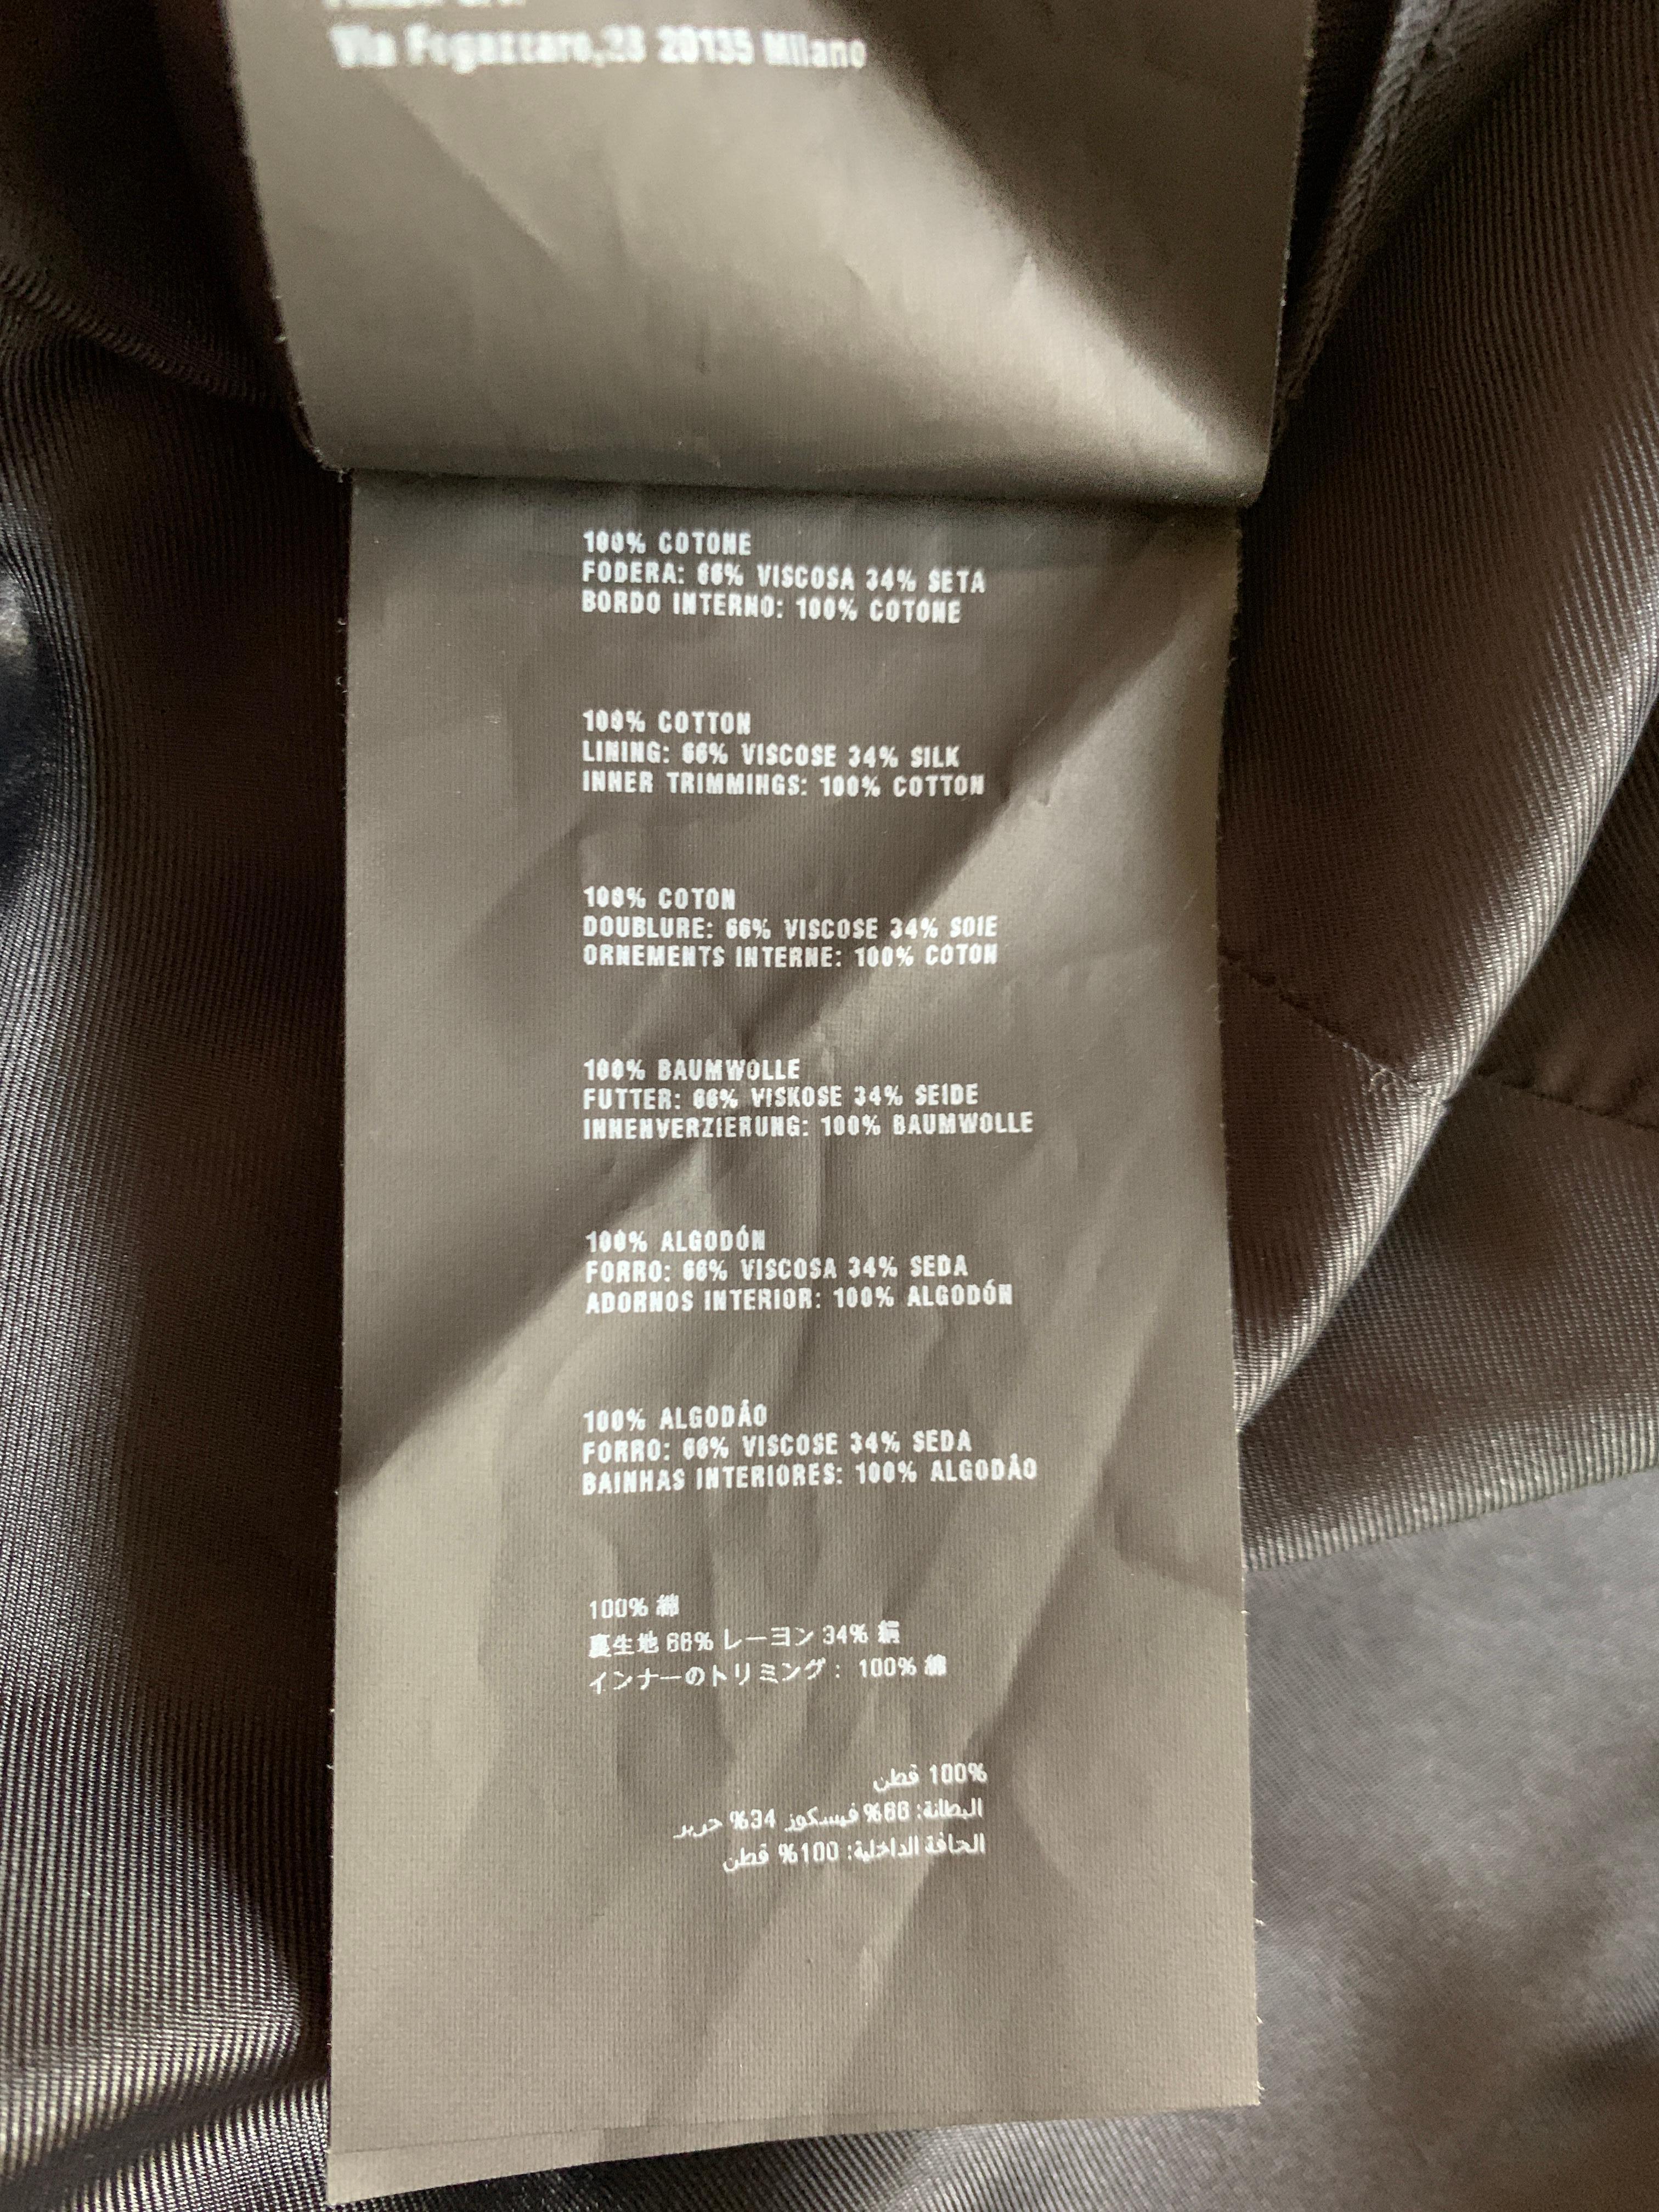 Via Fogazzaro,28 20135 Milano
100% COTONE
FODERA: 66% VISCOSA 34% SETA
BORDO INTERNO: 100% COTONE
100% COTTON
LINING: 66% VISCOSE 34% SILK
INNER TRIMMINGS: 100% COTTON
100% COTON
DOUBLURE: 66% VISCOSE 34% SOIE
ORNEMENTS INTERNE: 100% COTON
100% BAUMWOLLE
FUTTER: 66% VISKOSE 34% SEIDE
INNENVERZIERUNG: 100% BAUMWOLLE
100% ALGODÓN
FORRO: 66% VISCOSA 34% SEDA
ADORNOS INTERIOR: 100% ALGODÓN
100% ALGODÃO
FORRO: 66% VISCOSE 34% SEDA
BAINHAS INTERIORES: 100% ALGODÃO
100% 綿
裏生地 66% レーヨン 34% 絹
インナーのトリミング: 100% 綿
100% قطن
البطانة: 66% فيسكوز 34% حرير
الحافة الداخلية: 100% قطن